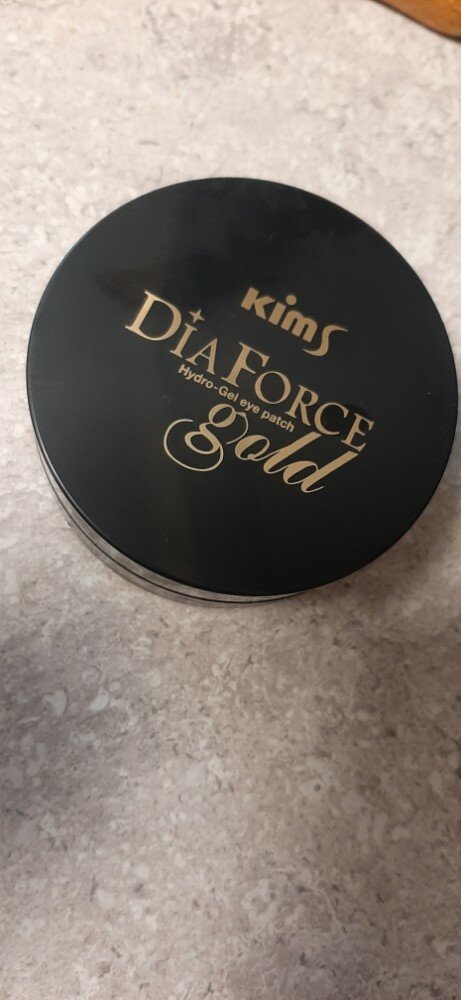 Kims
DiaForce
Hydro-Gel eye patch
gold